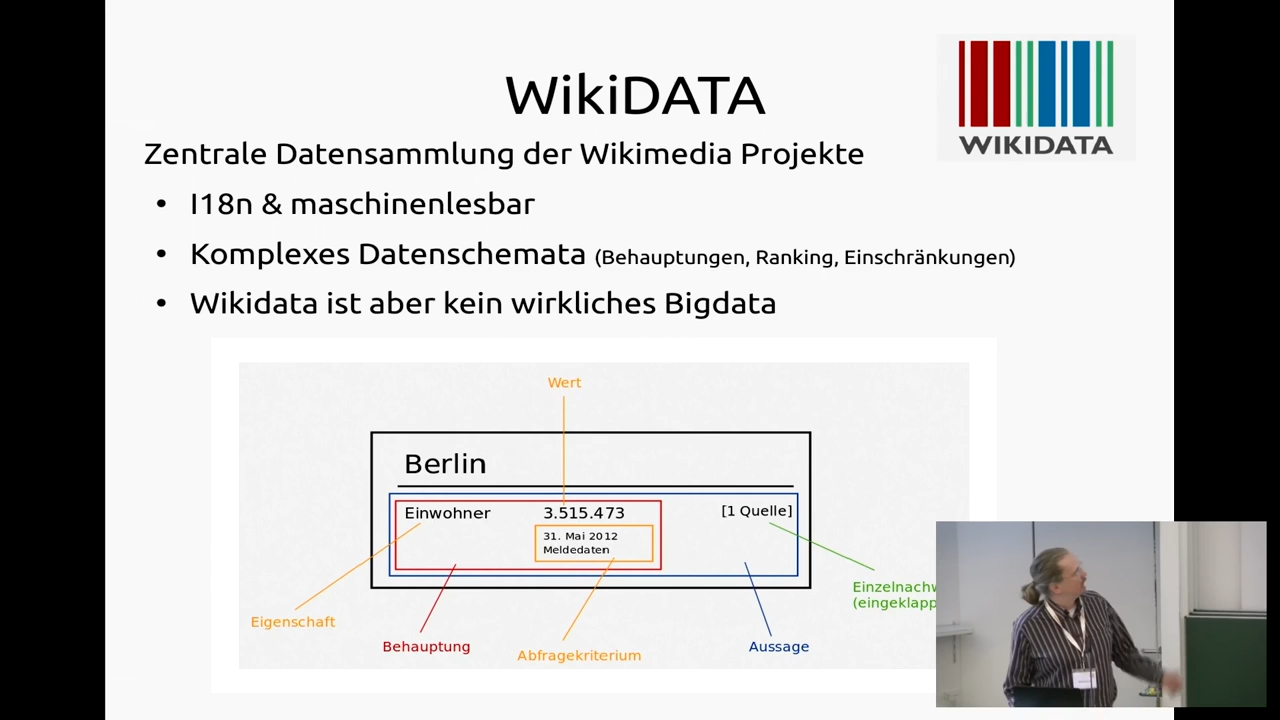 WikiDATA
WIKIDATA
Zentrale Datensammlung der Wikimedia Projekte
• I18n & maschinenlesbar
• Komplexes Datenschemata (Behauptungen, Ranking, Einschränkungen)
• Wikidata ist aber kein wirkliches Bigdata
Wert
Berlin
Einwohner 3.515.473 [1 Quelle]
31. Mai 2012
Meldedaten
Einzelnachw
(eingeklapp
Eigenschaft
Behauptung
Abfragekriterium
Aussage